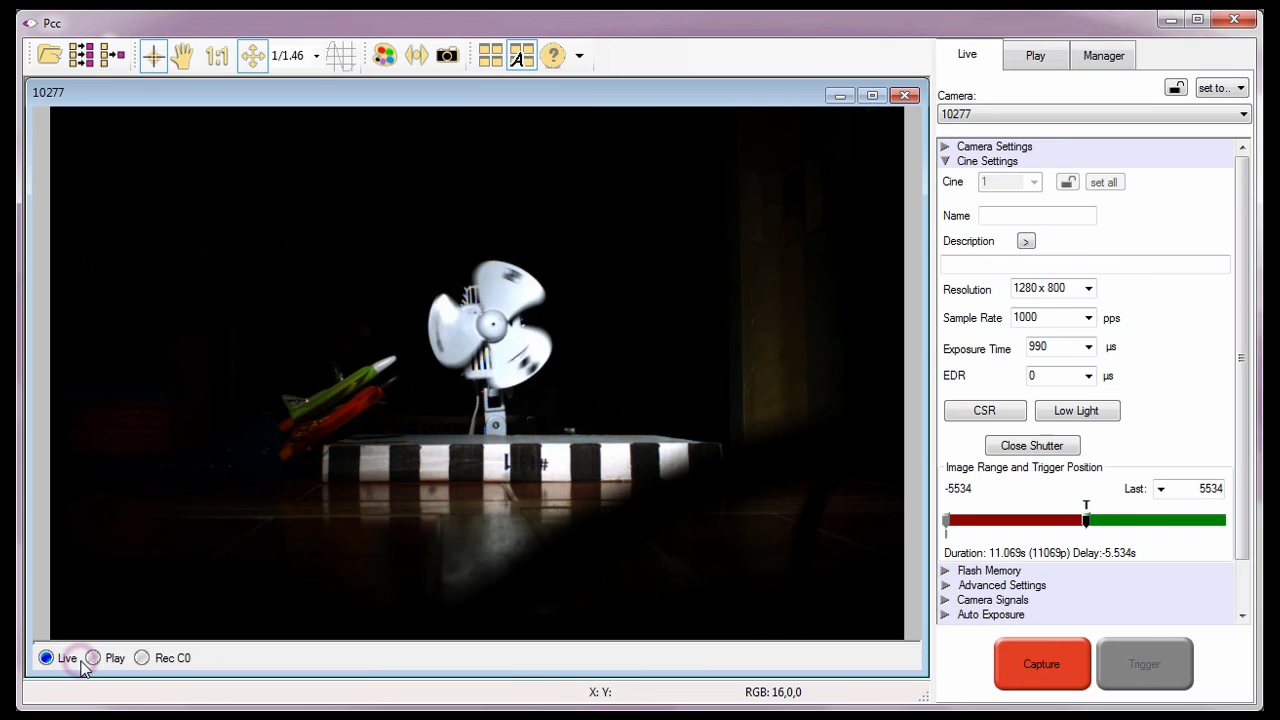 Pcc
1:1
1/1.46
A
?
10277
Live
Play
Rec C0
X: Y:
RGB: 16,0,0
Live
Play
Manager
set to..
Camera:
10277
Camera Settings
Cine Settings
Cine
1
set all
Name
Description
>
Resolution
1280 x 800
Sample Rate
1000
pps
Exposure Time
990
µs
EDR
0
µs
CSR
Low Light
Close Shutter
Image Range and Trigger Position
-5534
Last:
5534
T
I
Duration: 11.069s (11069p) Delay:-5.534s
Flash Memory
Advanced Settings
Camera Signals
Auto Exposure
Capture
Trigger